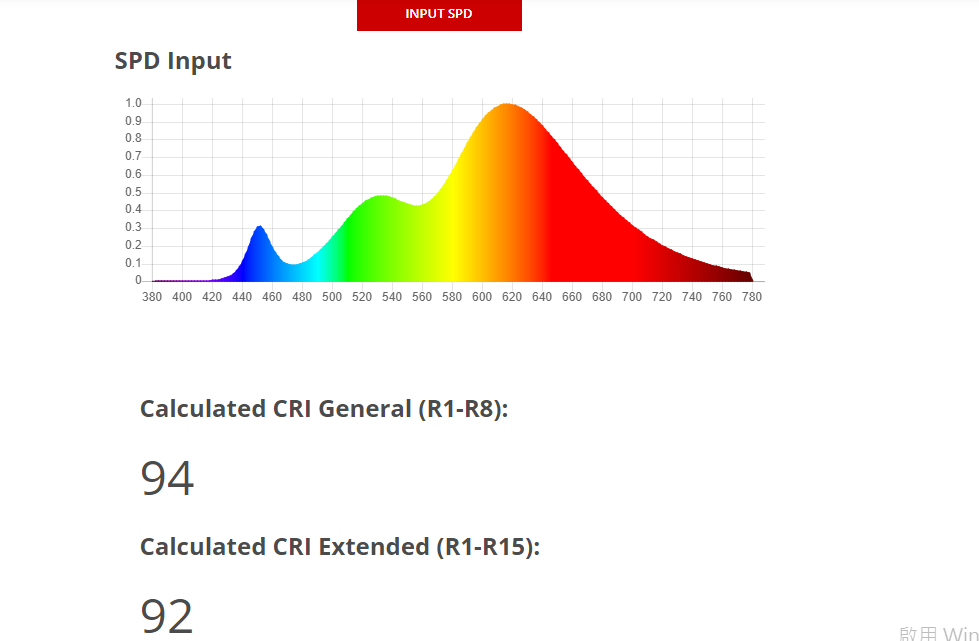 INPUT SPD
SPD Input
1.0
0.9
0.8
0.7
0.6
0.5
0.4
0.3
0.2
0.1
0
380 400 420 440 460 480 500 520 540 560 580 600 620 640 660 680 700 720 740 760 780
Calculated CRI General (R1-R8):
94
Calculated CRI Extended (R1-R15):
92
啟用 Win